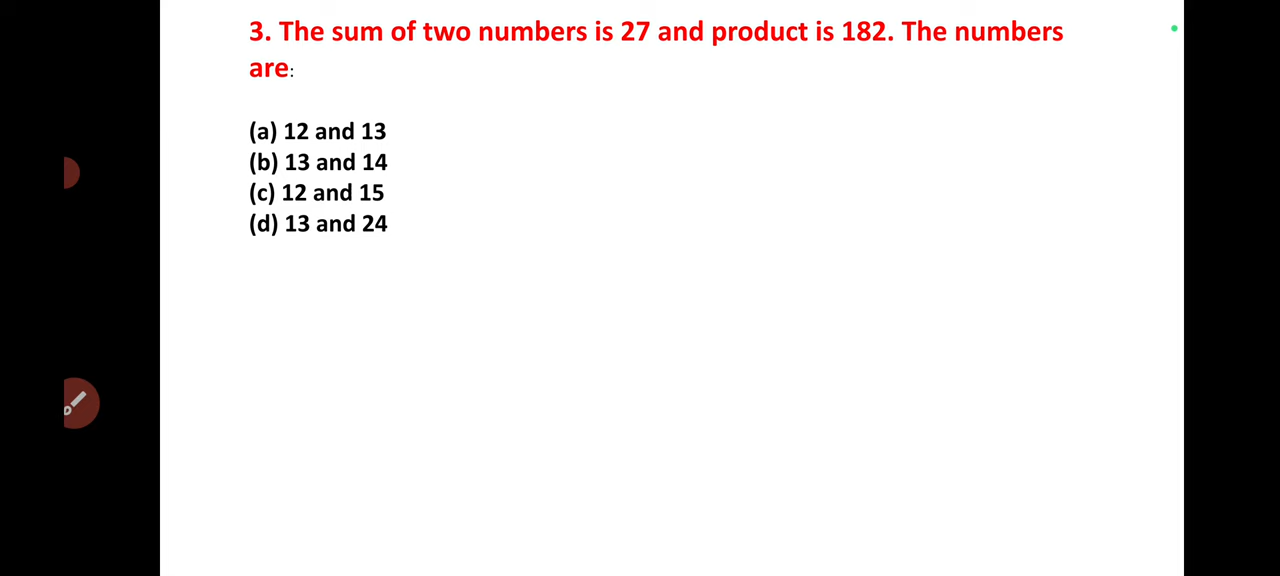 3. The sum of two numbers is 27 and product is 182. The numbers
are:
(a) 12 and 13
(b) 13 and 14
(c) 12 and 15
(d) 13 and 24